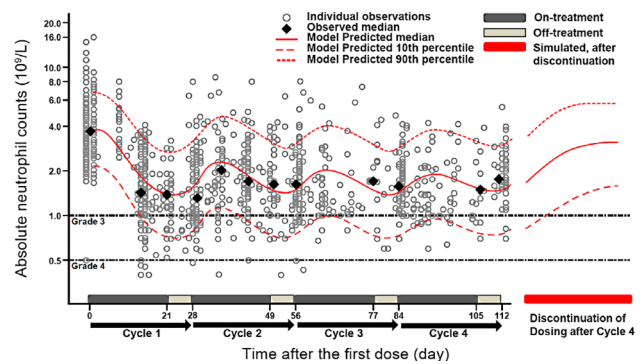 Individual observations
Observed median
Model Predicted median
Model Predicted 10th percentile
Model Predicted 90th percentile
On-treatment
Off-treatment
Simulated, after
discontinuation
Absolute neutrophil counts (10⁹/L)
20.0
16.0
12.0
8.0
6.0
4.0
2.0
1.0
0.5
Grade 3
Grade 4
0 21 28 49 56 77 84 105 112
Cycle 1 Cycle 2 Cycle 3 Cycle 4
Discontinuation of
Dosing after Cycle 4
Time after the first dose (day)